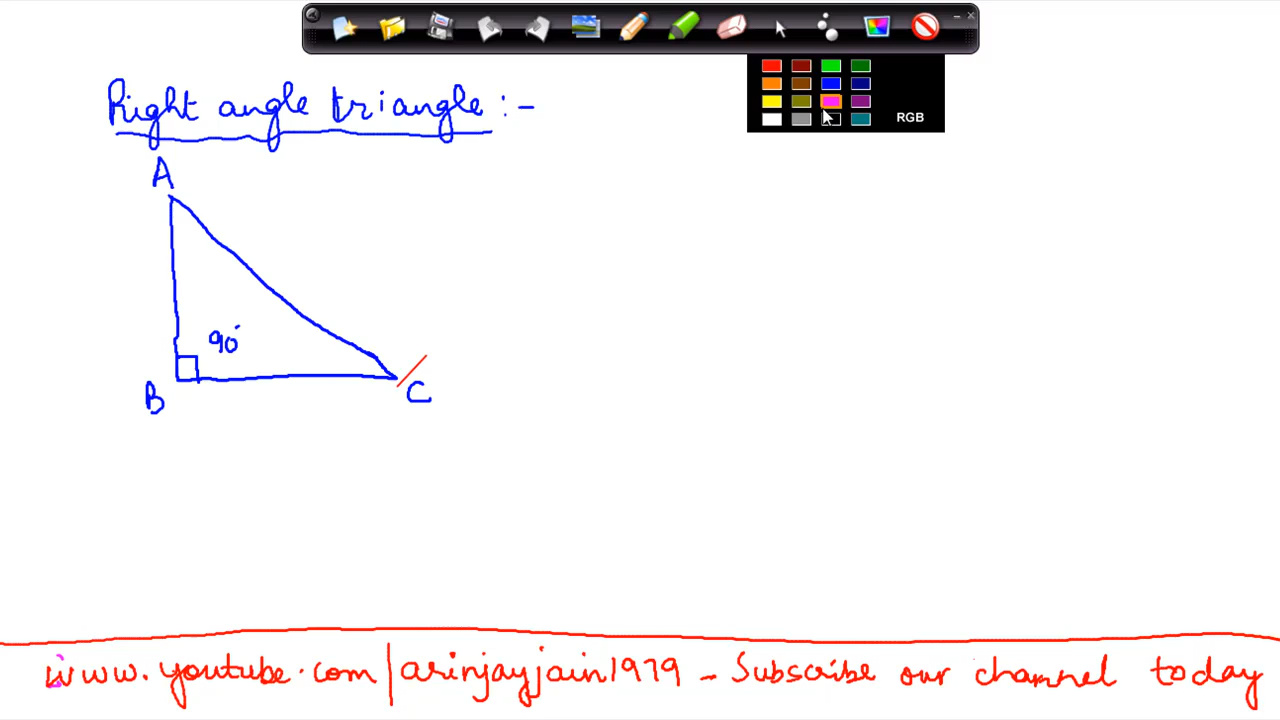 Right angle triangle :-
RGB
A
90°
B
C
www.youtube.com/arinjayjain1979 - Subscribe our channel today